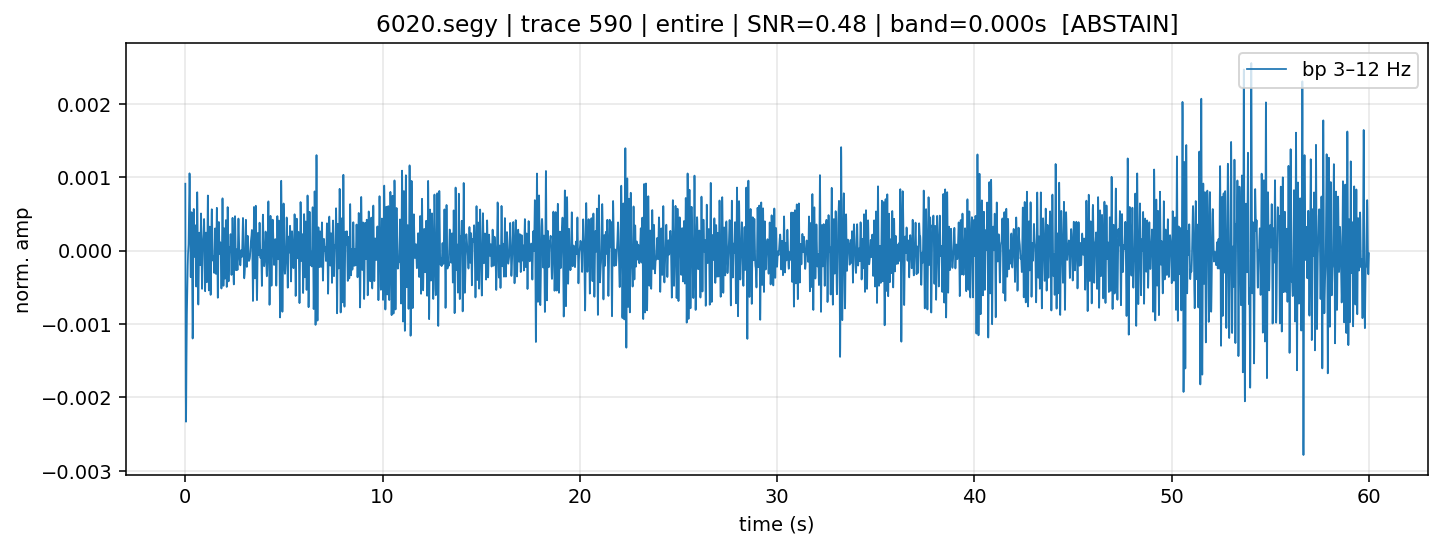 6020.segy | trace 590 | entire | SNR=0.48 | band=0.000s [ABSTAIN]
bp 3–12 Hz
0.002
0.001
0.000
−0.001
−0.002
−0.003
norm. amp
0 10 20 30 40 50 60
time (s)